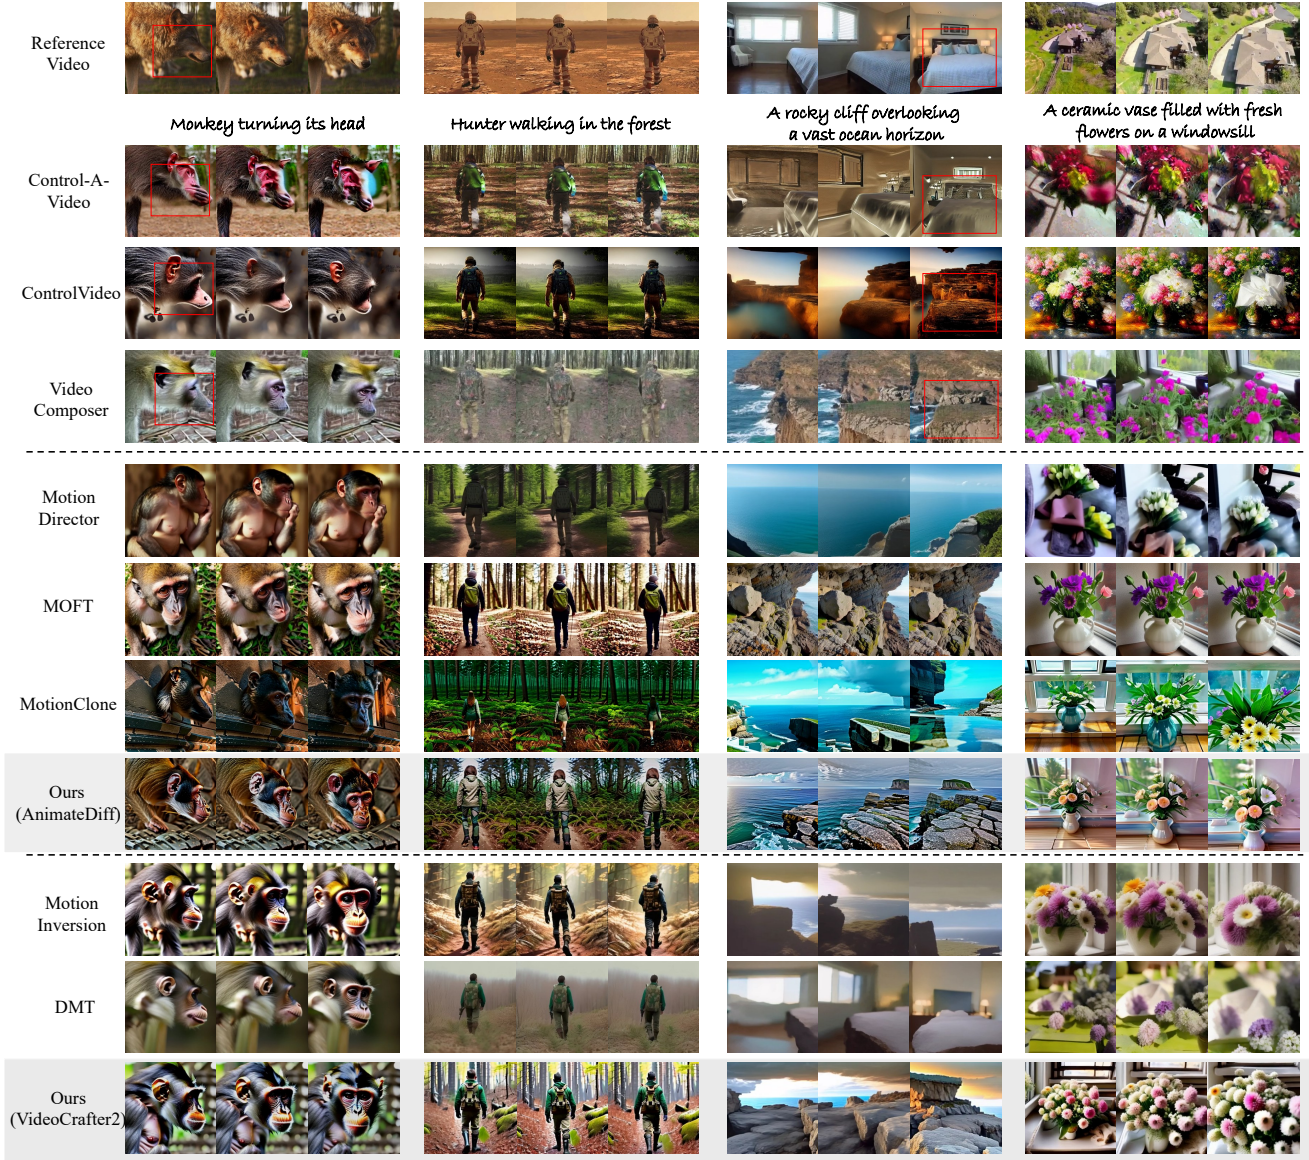 Reference
Video
Monkey turning its head
Hunter walking in the forest
A rocky cliff overlooking
a vast ocean horizon
A ceramic vase filled with fresh
flowers on a windowsill
Control-A-
Video
ControlVideo
Video
Composer
Motion
Director
MOFT
MotionClone
Ours
(AnimateDiff)
Motion
Inversion
DMT
Ours
(VideoCrafter2)